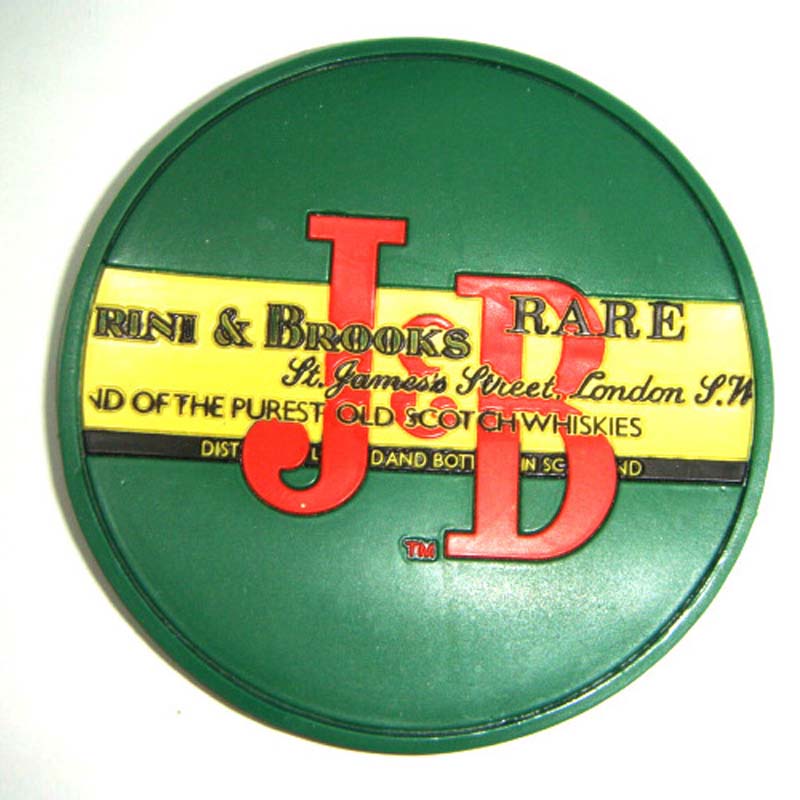 J&B
RINI & BROOKS RARE
St. James's Street, London S.W
ND OF THE PUREST OLD SCOTCH WHISKIES
DIST L D AND BOTT IN SC ND
TM